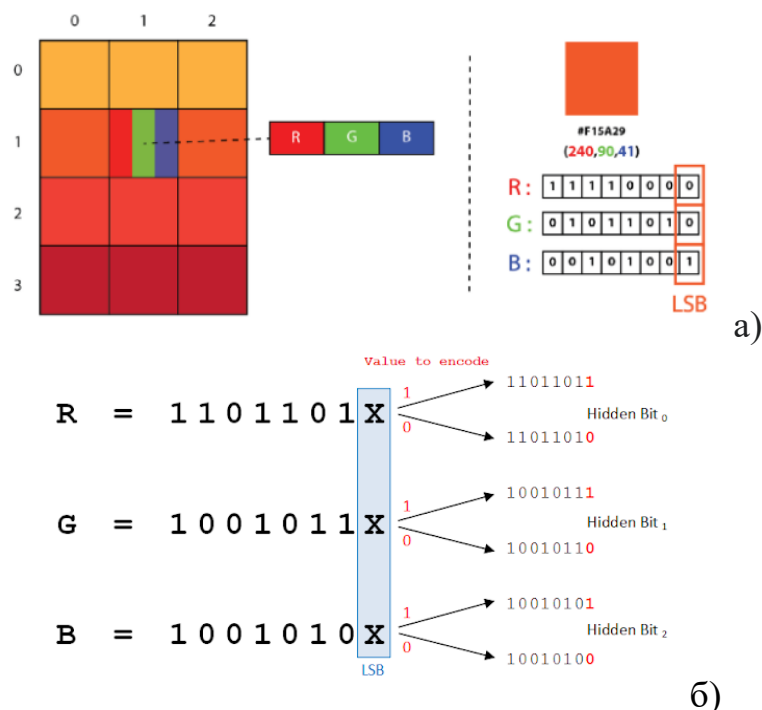 0 1 2
0
1
2
3
R G B
#F15A29
(240,90,41)
R: 1 1 1 1 0 0 0 0
G: 0 1 0 1 1 0 1 0
B: 0 0 1 0 1 0 0 1
LSB
а)
Value to encode
R = 1 1 0 1 1 0 1 X
1
0
11011011
Hidden Bit 0
11011010
G = 1 0 0 1 0 1 1 X
1
0
10010111
Hidden Bit 1
10010110
B = 1 0 0 1 0 1 0 X
1
0
10010101
Hidden Bit 2
10010100
LSB
б)